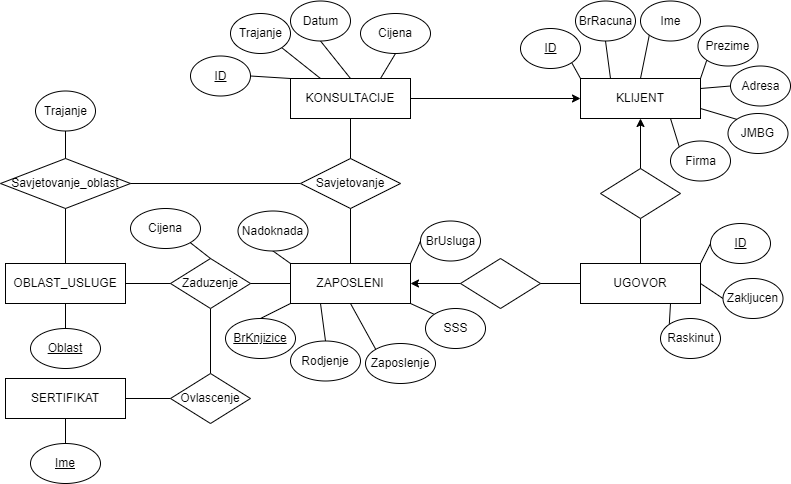 BrRacuna
Ime
Datum
Trajanje
Cijena
ID
Prezime
ID
Adresa
KONSULTACIJE
KLIJENT
Trajanje
JMBG
Firma
Savjetovanje_oblast
Savjetovanje
Cijena
Nadoknada
BrUsluga
ID
OBLAST_USLUGE
Zaduzenje
ZAPOSLENI
UGOVOR
Zakljucen
SSS
BrKnjizice
Raskinut
Oblast
Rodjenje
Zaposlenje
SERTIFIKAT
Ovlascenje
Ime